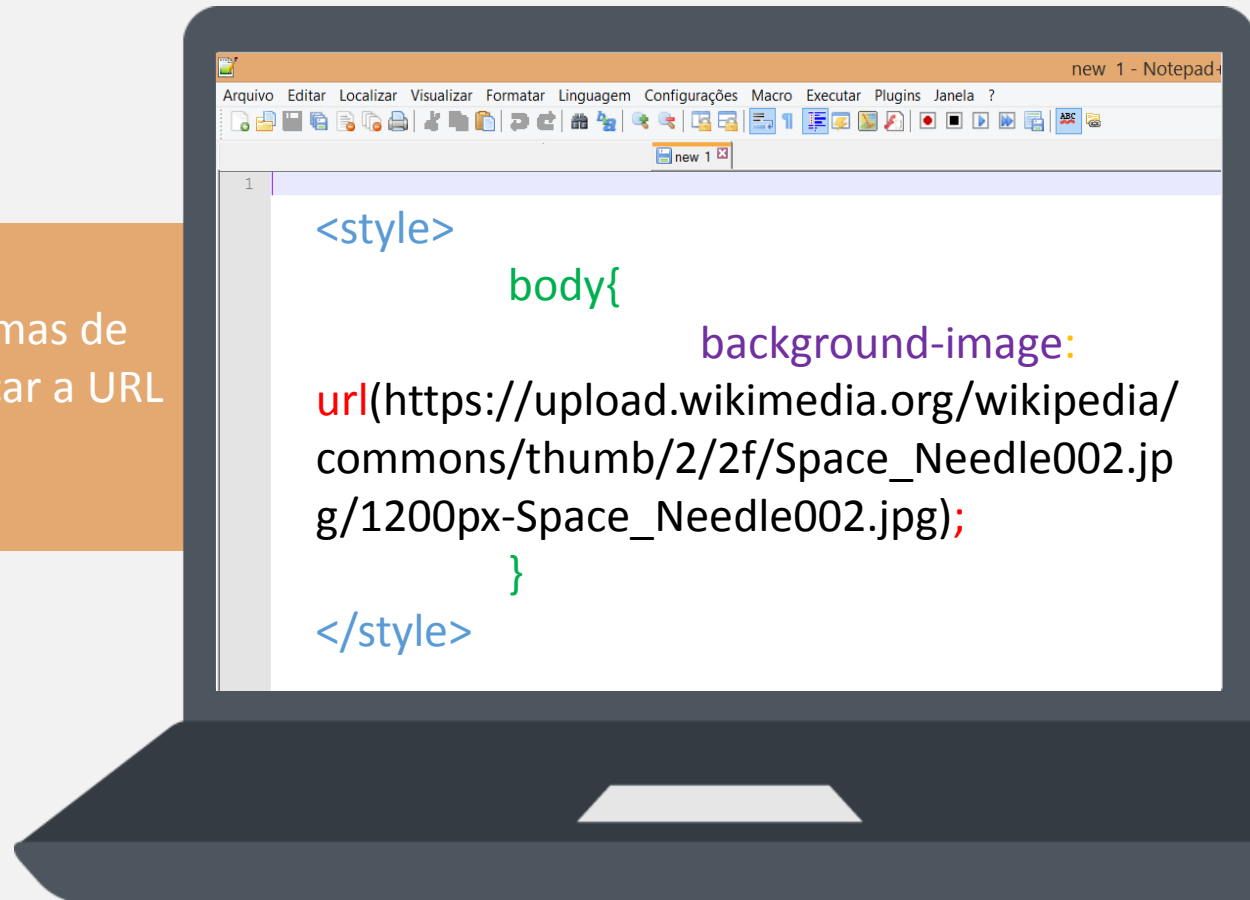 new 1 - Notepad+
Arquivo Editar Localizar Visualizar Formatar Linguagem Configurações Macro Executar Plugins Janela ?
ABC
new 1
1
<style>
body{
background-image:
url(https://upload.wikimedia.org/wikipedia/
commons/thumb/2/2f/Space_Needle002.jp
g/1200px-Space_Needle002.jpg);
}
</style>
de
a URL